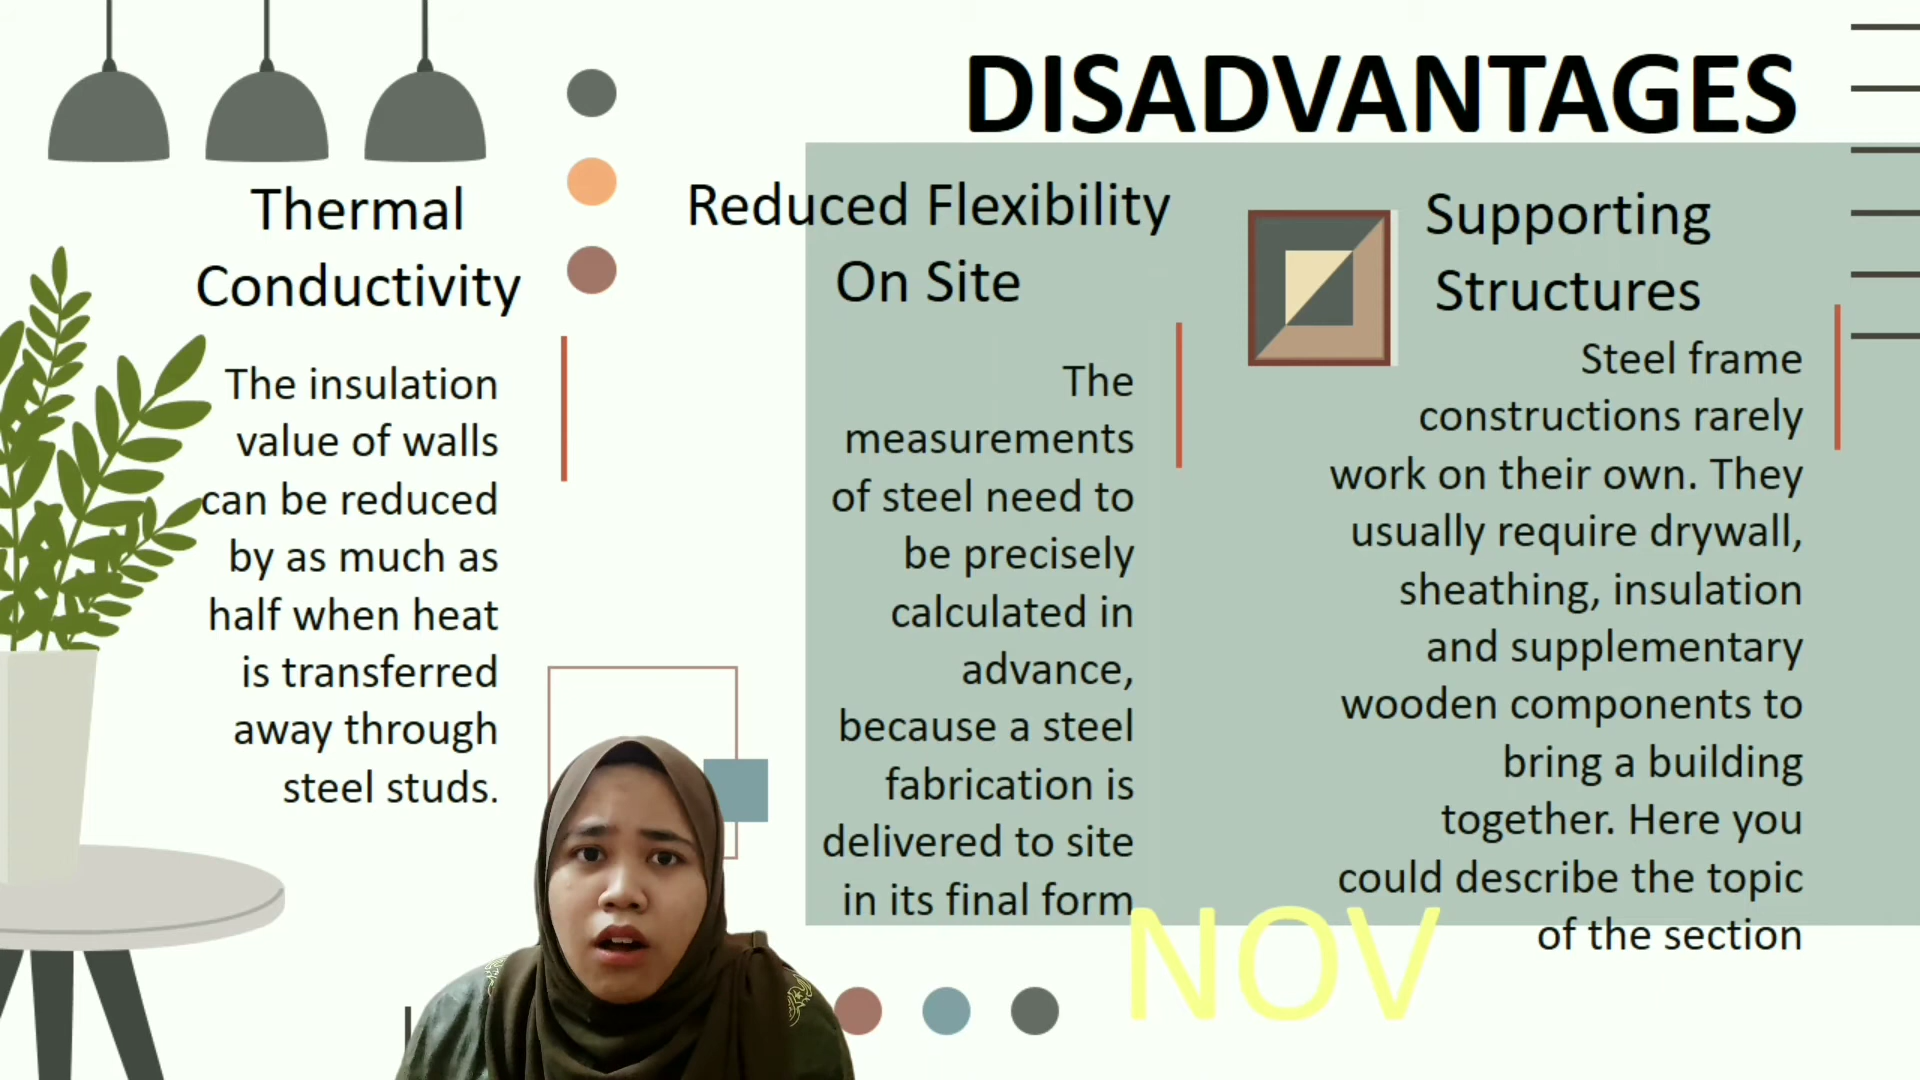 DISADVANTAGES
Thermal
Conductivity
The insulation
value of walls
can be reduced
by as much as
half when heat
is transferred
away through
steel studs.
Reduced Flexibility
On Site
The
measurements
of steel need to
be precisely
calculated in
advance,
because a steel
fabrication is
delivered to site
in its final form
Supporting
Structures
Steel frame
constructions rarely
work on their own. They
usually require drywall,
sheathing, insulation
and supplementary
wooden components to
bring a building
together. Here you
could describe the topic
of the section
NOV